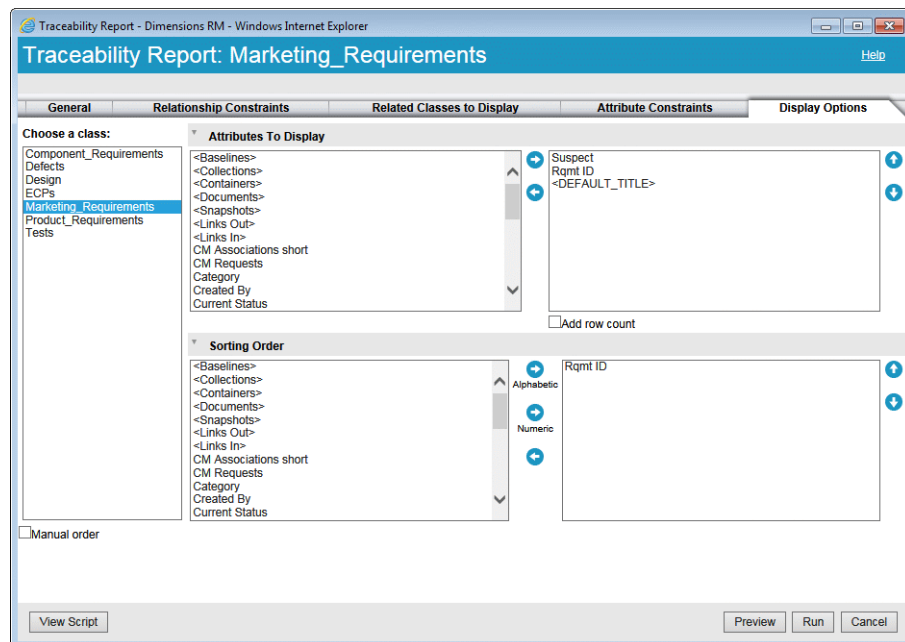 Traceability Report - Dimensions RM - Windows Internet Explorer
Traceability Report: Marketing_Requirements
Help
General
Relationship Constraints
Related Classes to Display
Attribute Constraints
Display Options
Choose a class:
Component_Requirements
Defects
Design
ECPs
Marketing_Requirements
Product_Requirements
Tests
Manual order
Attributes To Display
<Baselines>
<Collections>
<Containers>
<Documents>
<Snapshots>
<Links Out>
<Links In>
CM Associations short
CM Requests
Category
Created By
Current Status
Suspect
Rqmt ID
<DEFAULT_TITLE>
Add row count
Sorting Order
<Baselines>
<Collections>
<Containers>
<Documents>
<Snapshots>
<Links Out>
<Links In>
CM Associations short
CM Requests
Category
Created By
Current Status
Alphabetic
Numeric
Rqmt ID
View Script
Preview
Run
Cancel